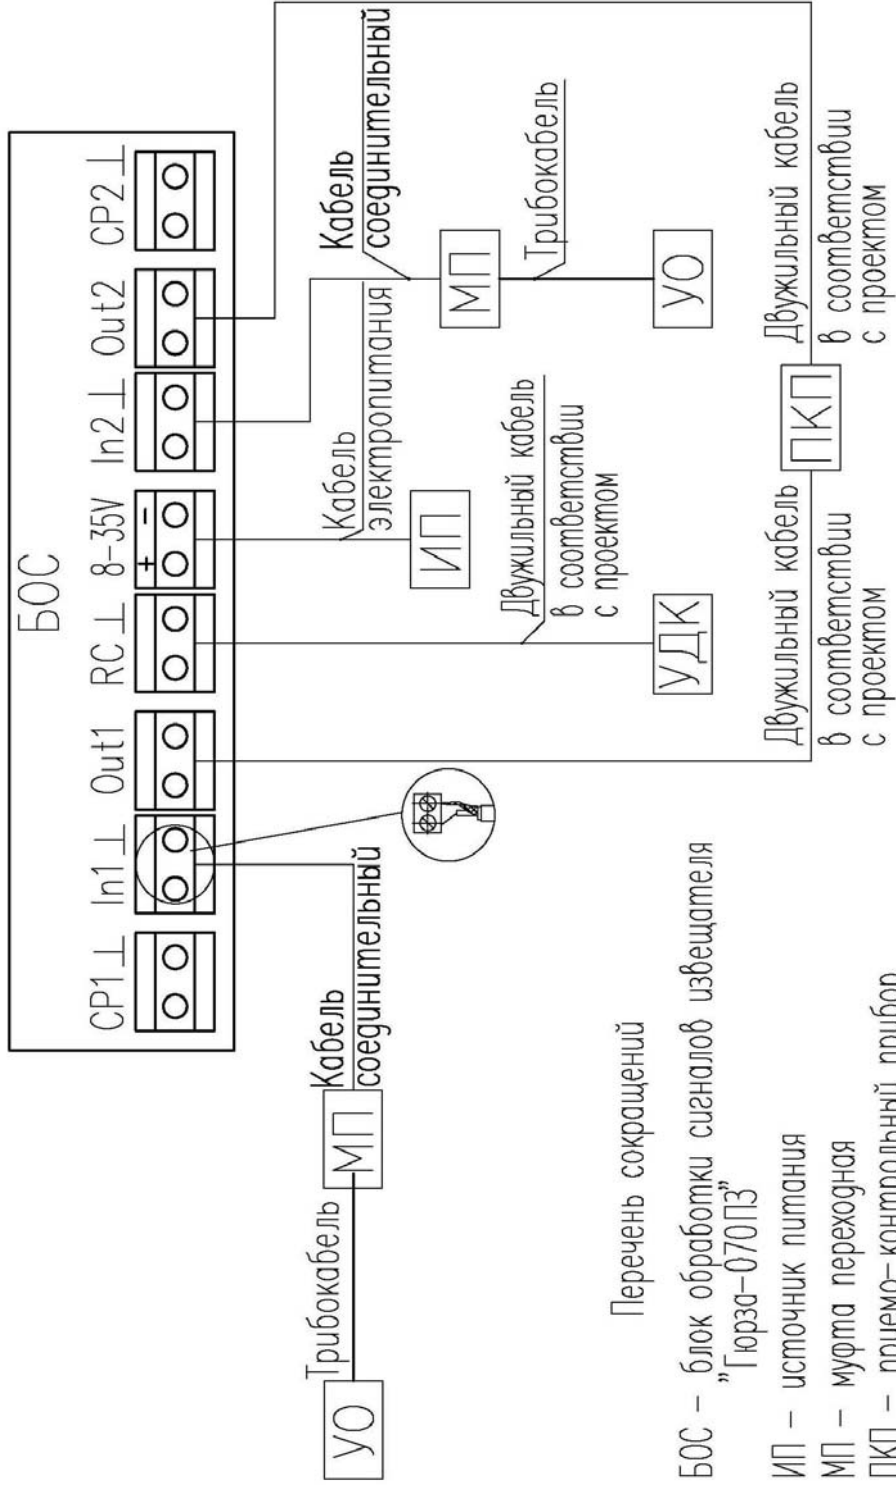 БОС
CP1 ⊥
In1 ⊥
Out1
RC ⊥
8-35V
+ -
In2 ⊥
Out2
CP2 ⊥
УО
Трибокабель
МП
Кабель
соединительный
Кабель
электропитания
ИП
Двужильный кабель
в соответствии
с проектом
УДК
Кабель
соединительный
МП
Трибокабель
УО
Двужильный кабель
в соответствии
с проектом
ПКП
Двужильный кабель
в соответствии
с проектом
Перечень сокращений
БОС – блок обработки сигналов извещателя
"Гюрза-070ПЗ"
ИП – источник питания
МП – муфта переходная
ПКП – приемо-контрольный прибор